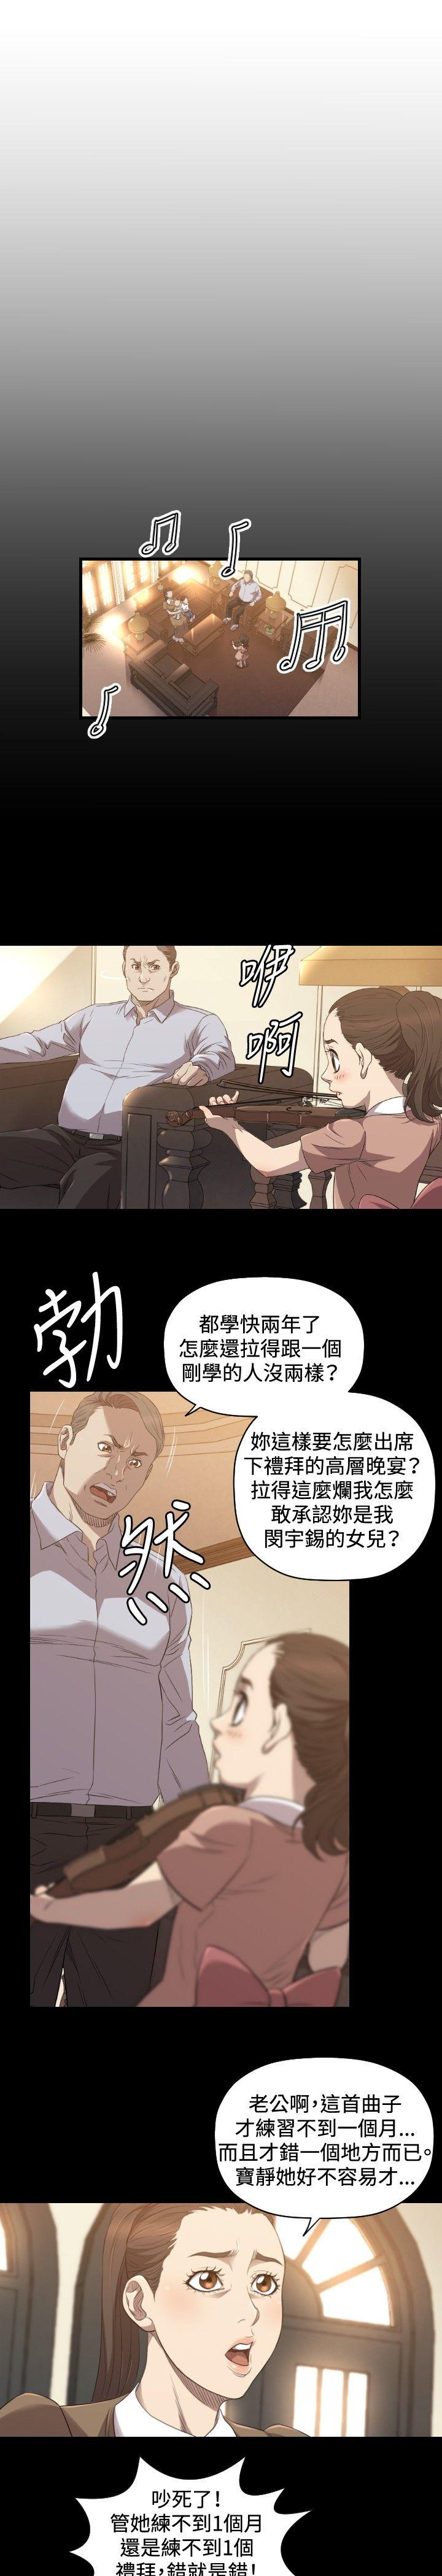 咿
啊
勃
然
都學快兩年了
怎麼還拉得跟一個
剛學的人沒兩樣？
妳這樣要怎麼出席
下禮拜的高層晚宴？
拉得這麼爛我怎麼
敢承認妳是我
閔宇錫的女兒？
老公啊，這首曲子
才練習不到一個月...
而且才錯一個地方而已。
寶靜她好不容易才...
吵死了！
管她練不到1個月
還是練不到1個
禮拜，錯就是錯！